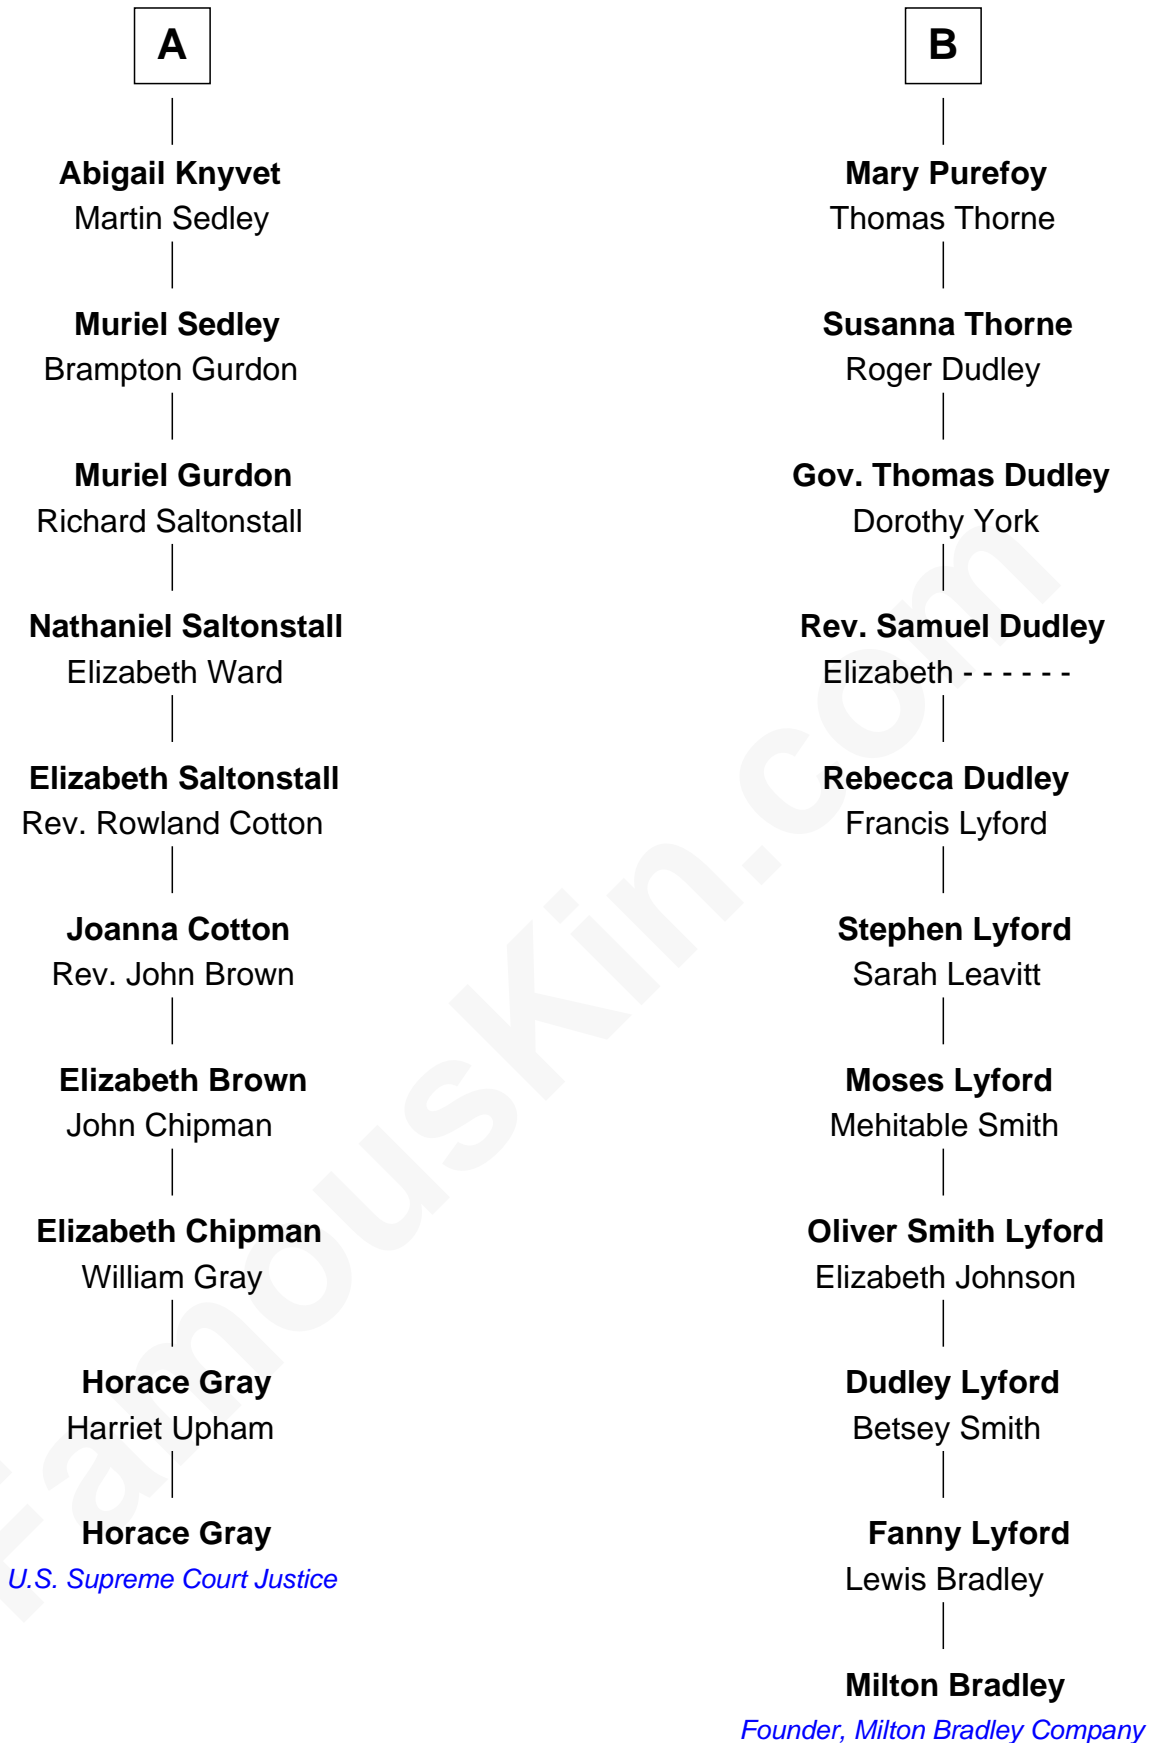 A
Abigail Knyvet
Martin Sedley
Muriel Sedley
Brampton Gurdon
Muriel Gurdon
Richard Saltonstall
Nathaniel Saltonstall
Elizabeth Ward
Elizabeth Saltonstall
Rev. Rowland Cotton
Joanna Cotton
Rev. John Brown
Elizabeth Brown
John Chipman
Elizabeth Chipman
William Gray
Horace Gray
Harriet Upham
Horace Gray
U.S. Supreme Court Justice
B
Mary Purefoy
Thomas Thorne
Susanna Thorne
Roger Dudley
Gov. Thomas Dudley
Dorothy York
Rev. Samuel Dudley
Elizabeth - - - - - -
Rebecca Dudley
Francis Lyford
Stephen Lyford
Sarah Leavitt
Moses Lyford
Mehitable Smith
Oliver Smith Lyford
Elizabeth Johnson
Dudley Lyford
Betsey Smith
Fanny Lyford
Lewis Bradley
Milton Bradley
Founder, Milton Bradley Company
FamousKin.com